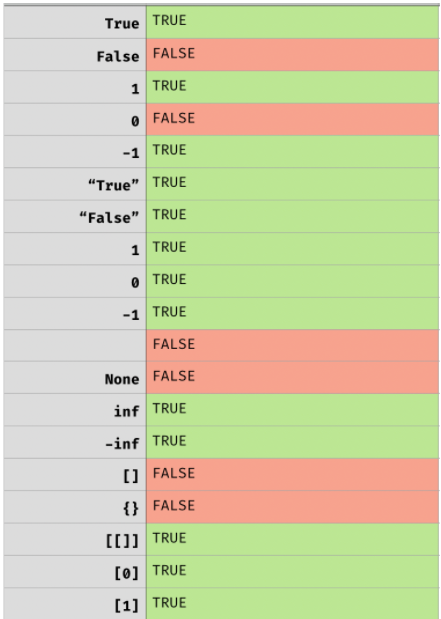 True TRUE
False FALSE
1 TRUE
0 FALSE
-1 TRUE
“True” TRUE
“False” TRUE
1 TRUE
0 TRUE
-1 TRUE
FALSE
None FALSE
inf TRUE
-inf TRUE
[] FALSE
{} FALSE
[[]] TRUE
[0] TRUE
[1] TRUE